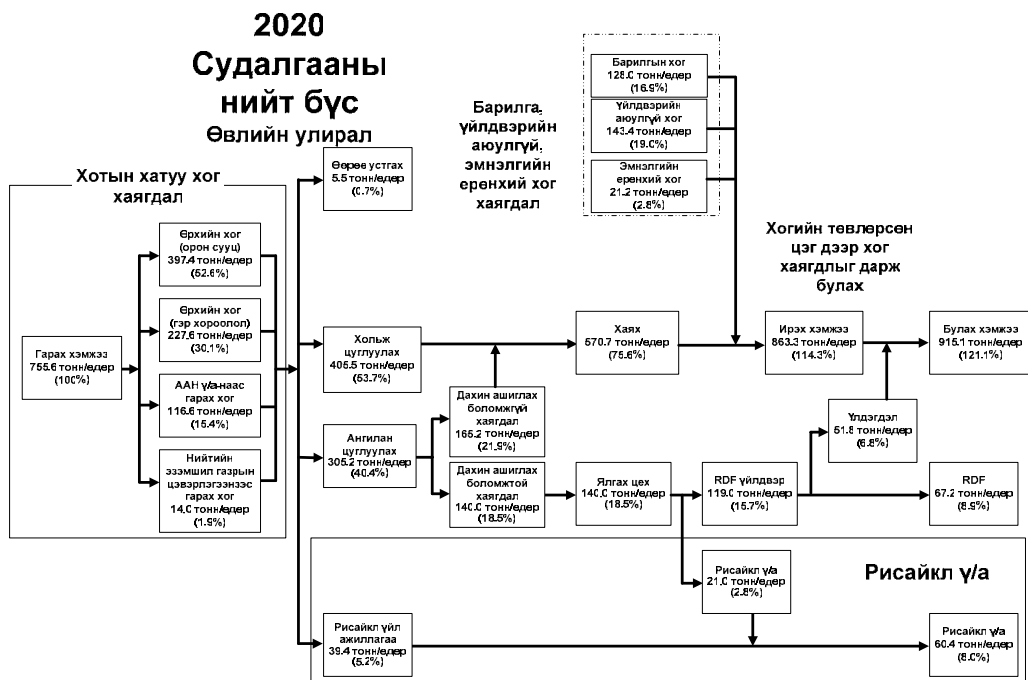 2020
Судалгааны
нийт бүс
Өвлийн улирал
Хотын хатуу хог
хаягдал
Гарах хэмжээ
755.6 тонн/өдөр
(100%)
Өрхийн хог
(орон сууц)
397.4 тонн/өдөр
(52.6%)
Өрхийн хог
(гэр хороолол)
227.6 тонн/өдөр
(30.1%)
ААН ү/а-наас
гарах хог
116.6 тонн/өдөр
(15.4%)
Нийтийн
эзэмшил газрын
цэвэрлэгээнээс
гарах хог
14.0 тонн/өдөр
(1.9%)
Өөрөө устгах
5.5 тонн/өдөр
(0.7%)
Хольж
цуглуулах
405.5 тонн/өдөр
(53.7%)
Ангилан
цуглуулах
305.2 тонн/өдөр
(40.4%)
Рисайкл үйл
ажиллагаа
39.4 тонн/өдөр
(5.2%)
Дахин ашиглах
боломжгүй
хаягдал
165.2 тонн/өдөр
(21.9%)
Дахин ашиглах
боломжтой
хаягдал
140.0 тонн/өдөр
(18.5%)
Барилга,
үйлдвэрийн
аюулгүй,
эмнэлгийн
ерөнхий хог
хаягдал
Барилгын хог
128.0 тонн/өдөр
(16.9%)
Үйлдвэрийн
аюулгүй хог
143.4 тонн/өдөр
(19.0%)
Эмнэлгийн
ерөнхий хог
21.2 тонн/өдөр
(2.8%)
Хаях
570.7 тонн/өдөр
(75.6%)
Ялгах цех
140.0 тонн/өдөр
(18.5%)
RDF үйлдвэр
119.0 тонн/өдөр
(15.7%)
Рисайкл ү/а
21.0 тонн/өдөр
(2.8%)
Хогийн төвлөрсөн
цэг дээр хог
хаягдлыг дарж
булах
Ирэх хэмжээ
863.3 тонн/өдөр
(114.3%)
Булах хэмжээ
915.1 тонн/өдөр
(121.1%)
Үлдэгдэл
51.8 тонн/өдөр
(6.8%)
RDF
67.2 тонн/өдөр
(8.9%)
Рисайкл ү/а
Рисайкл ү/а
60.4 тонн/өдөр
(8.0%)